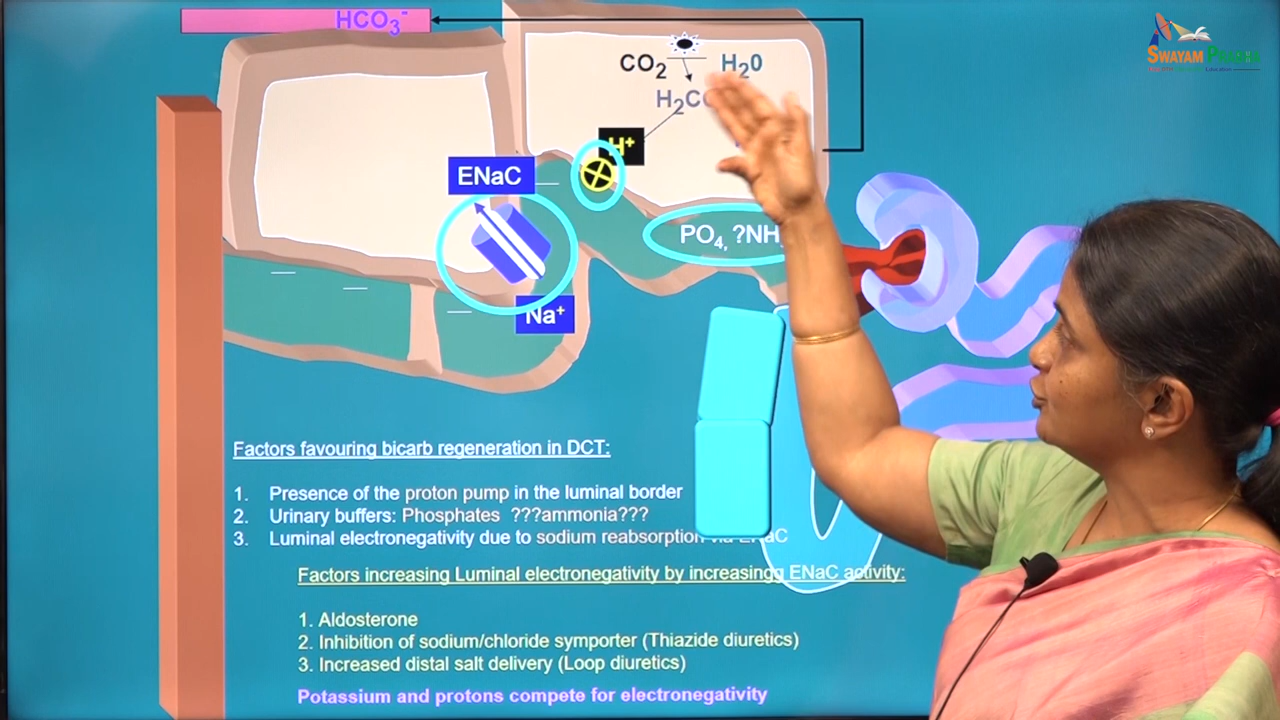 HCO3-
SWAYAM PRABHA
CO2 H20
H2C
H+
ENaC
PO4, ?NH
Na+
Factors favouring bicarb regeneration in DCT:
1. Presence of the proton pump in the luminal border
2. Urinary buffers: Phosphates ???ammonia???
3. Luminal electronegativity due to sodium reabsorption via ENaC
Factors increasing Luminal electronegativity by increasingg ENaC activity:
1. Aldosterone
2. Inhibition of sodium/chloride symporter (Thiazide diuretics)
3. Increased distal salt delivery (Loop diuretics)
Potassium and protons compete for electronegativity